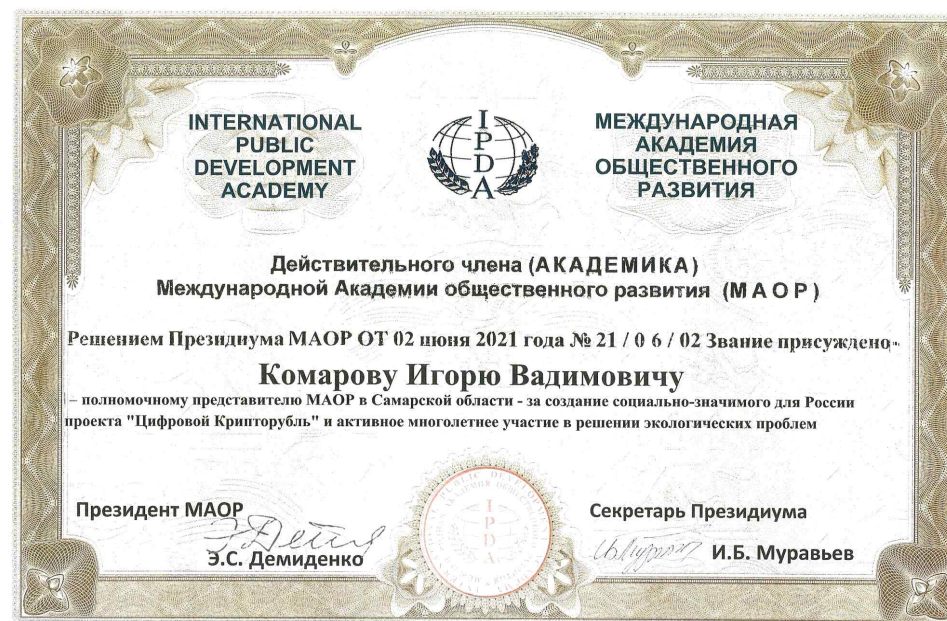 INTERNATIONAL
PUBLIC
DEVELOPMENT
ACADEMY
I
P
D
A
МЕЖДУНАРОДНАЯ
АКАДЕМИЯ
ОБЩЕСТВЕННОГО
РАЗВИТИЯ
Действительного члена (АКАДЕМИКА)
Международной Академии общественного развития (МАОР)
Решением Президиума МАОР ОТ 02 июня 2021 года № 21 / 0 6 / 02 Звание присуждено
Комарову Игорю Вадимовичу
– полномочному представителю МАОР в Самарской области - за создание социально-значимого для России
проекта "Цифровой Крипторубль" и активное многолетнее участие в решении экологических проблем
Президент МАОР
Э.С. Демиденко
I
P
D
A
Секретарь Президиума
И.Б. Муравьев